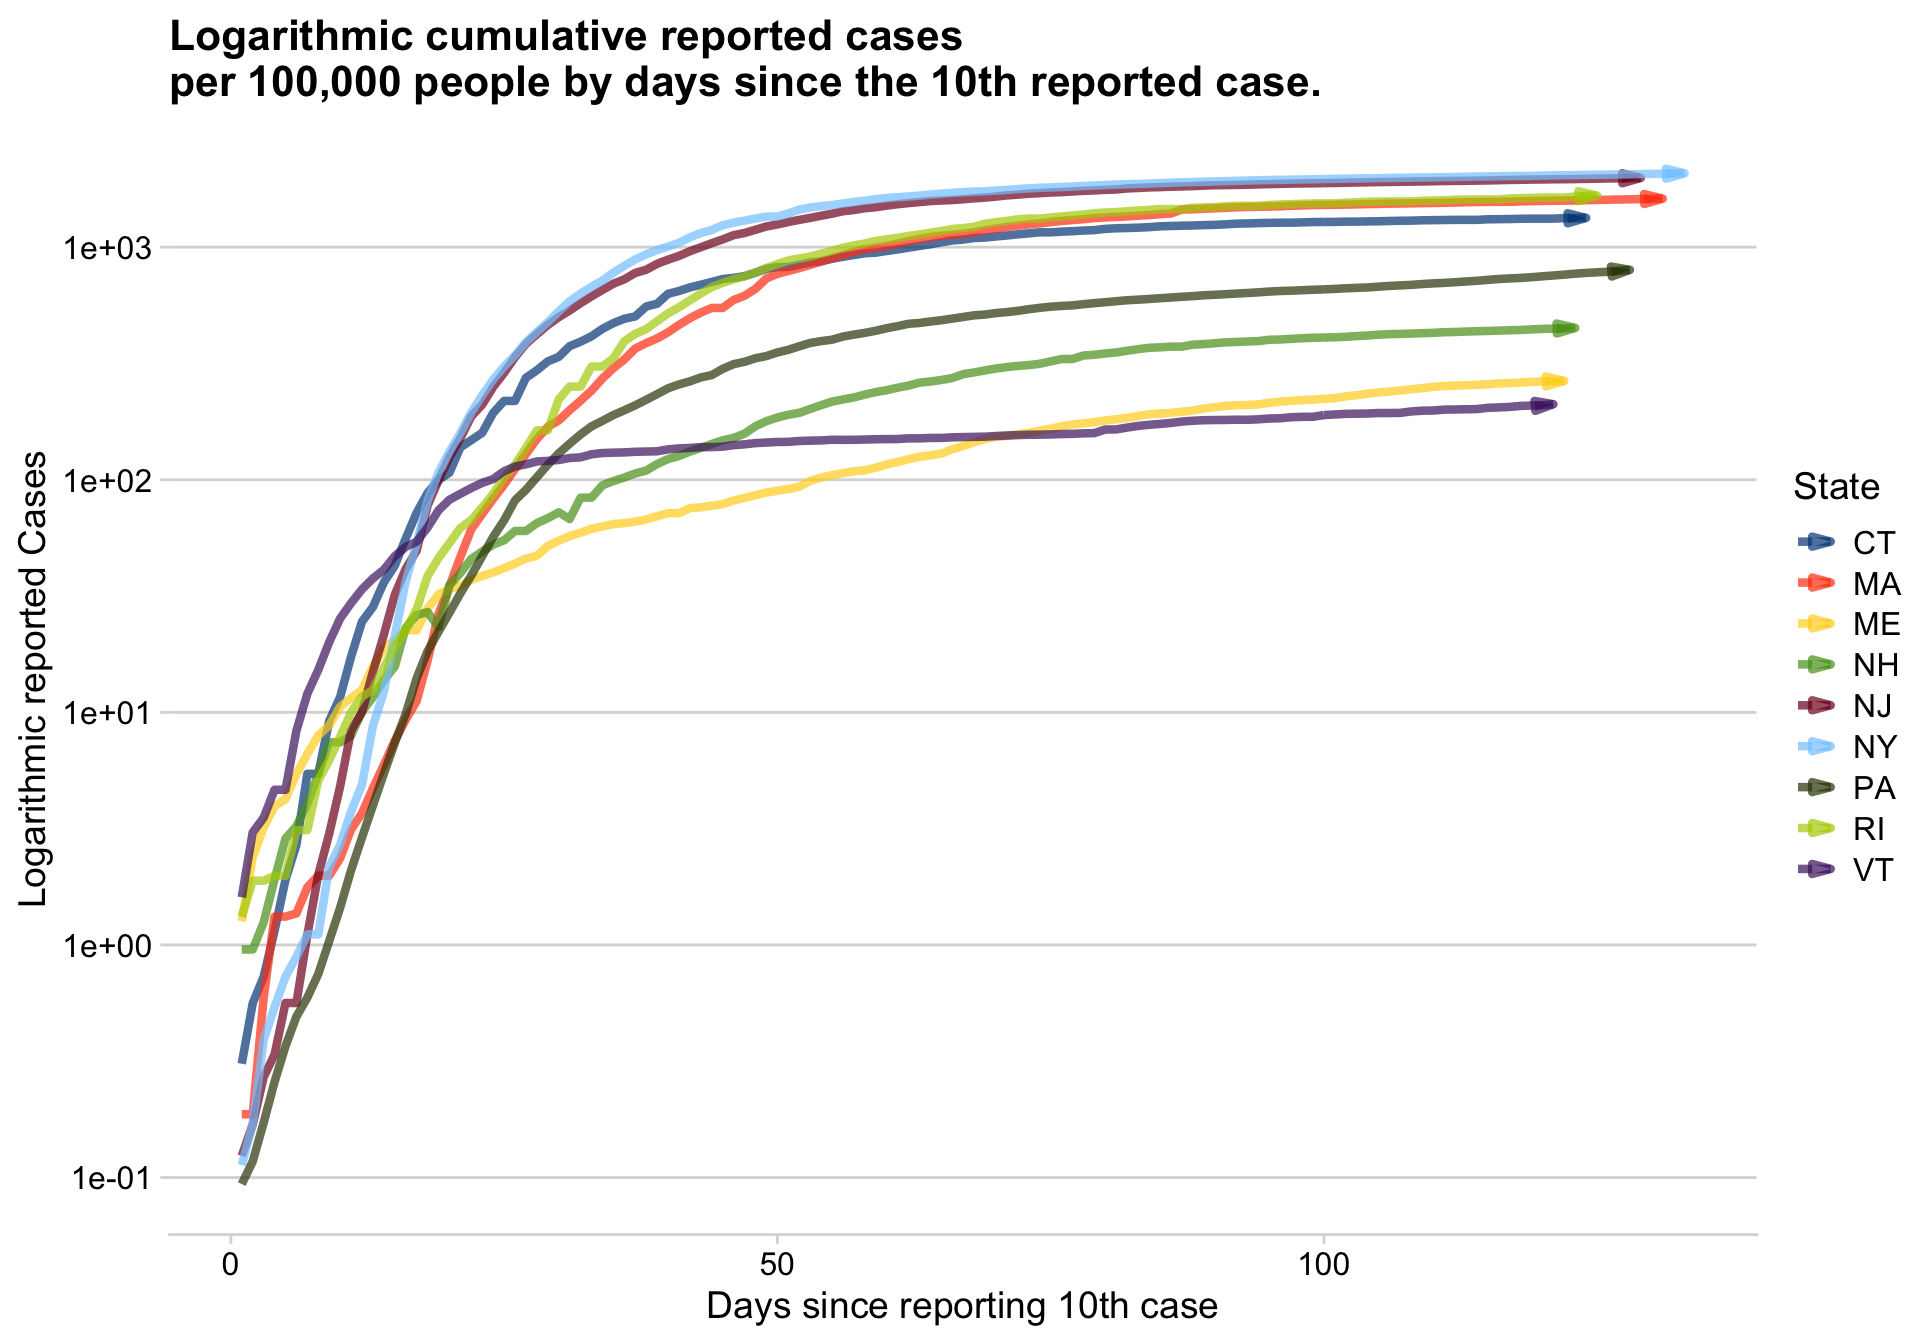 Logarithmic cumulative reported cases
per 100,000 people by days since the 10th reported case.
Logarithmic reported Cases
1e+03
1e+02
1e+01
1e+00
1e-01
0
50
100
Days since reporting 10th case
State
CT
MA
ME
NH
NJ
NY
PA
RI
VT